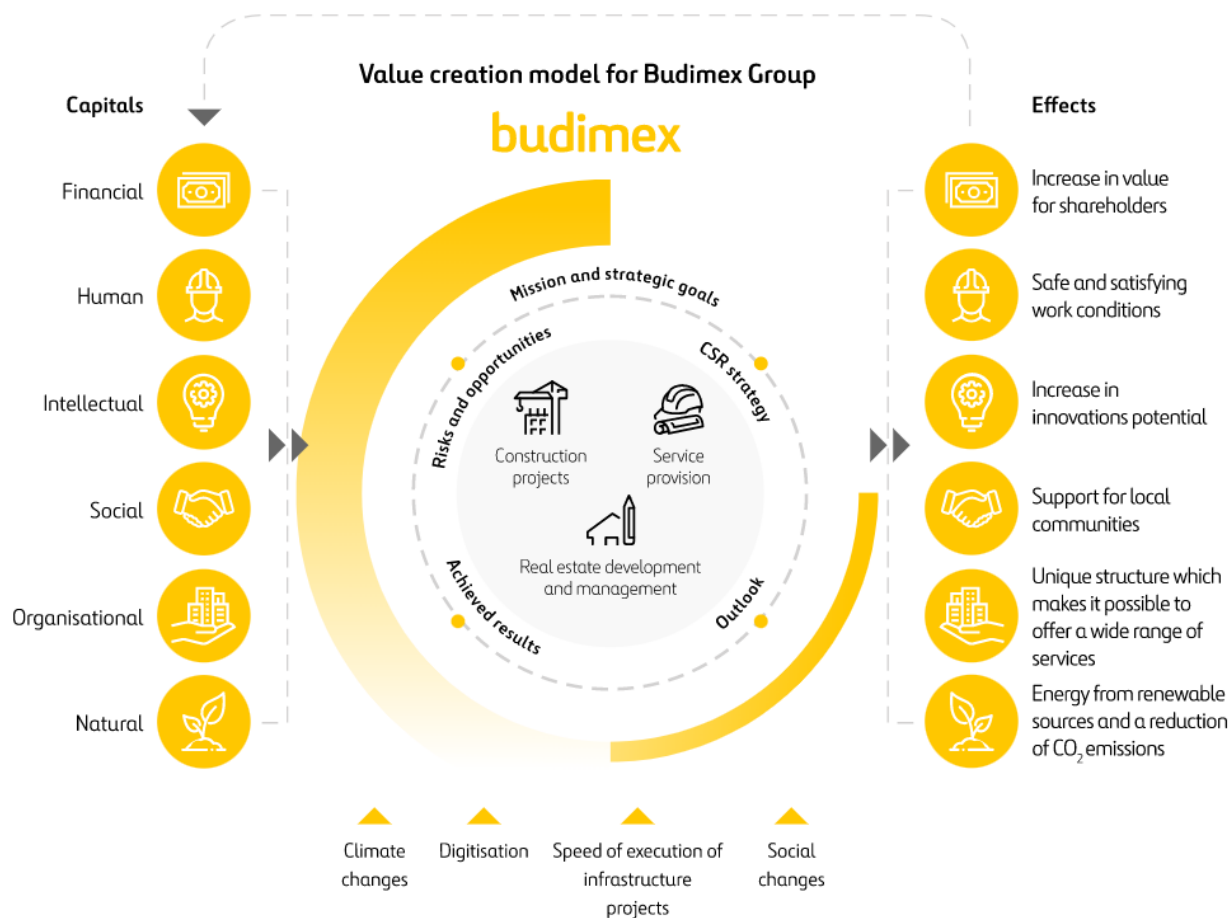 Value creation model for Budimex Group
budimex
Capitals
Financial
Human
Intellectual
Social
Organisational
Natural
Mission and strategic goals
Risks and opportunities
CSR strategy
Achieved results
Outlook
Construction
projects
Service
provision
Real estate development
and management
Effects
Increase in value
for shareholders
Safe and satisfying
work conditions
Increase in
innovations potential
Support for local
communities
Unique structure which
makes it possible to
offer a wide range of
services
Energy from renewable
sources and a reduction
of CO₂ emissions
Climate
changes
Digitisation
Speed of execution of
infrastructure
projects
Social
changes